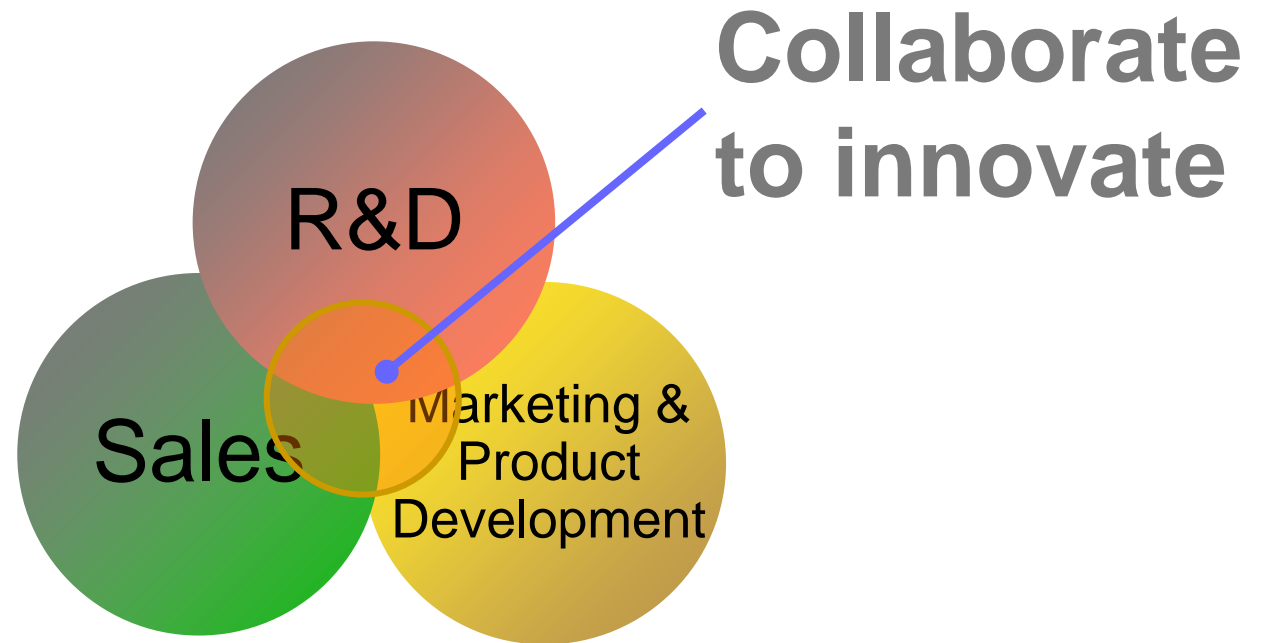 Collaborate
to innovate
R&D
Sales
Marketing &
Product
Development